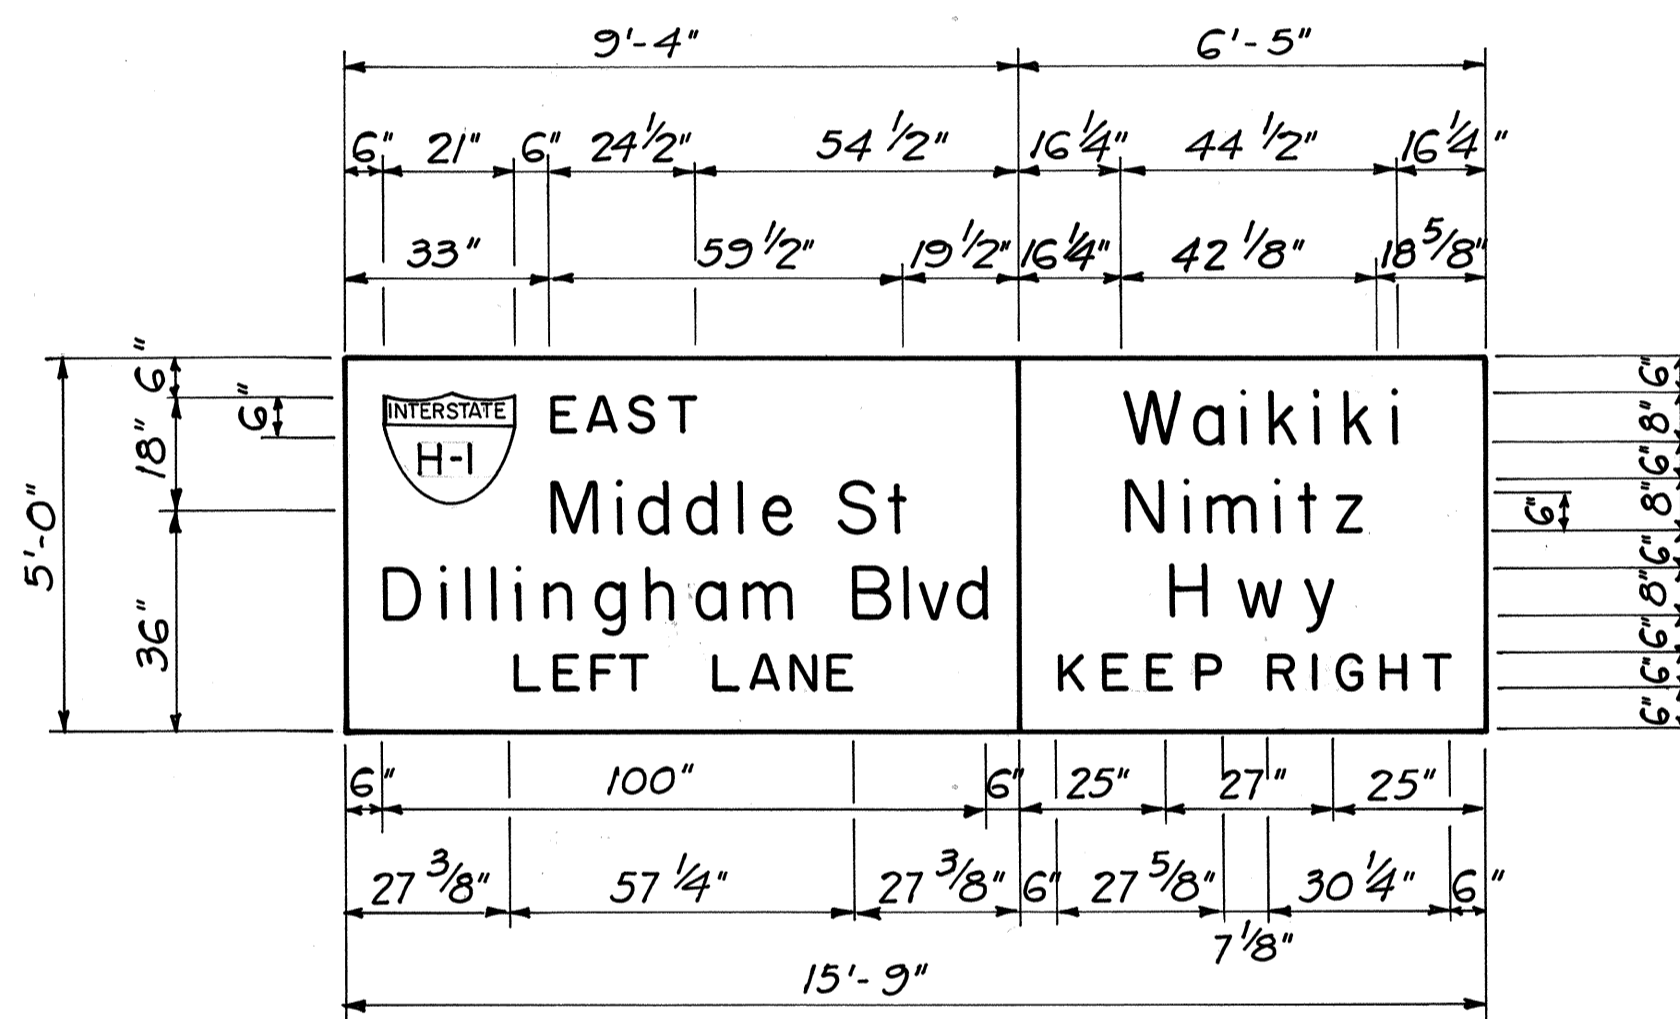 9'-4" 6'-5"
6" 21" 6" 24 1/2" 54 1/2" 16 1/4" 44 1/2" 16 1/4"
33" 59 1/2" 19 1/2" 16 1/4" 42 1/8" 18 5/8"
5'-0"
6" 18" 36"
6"
INTERSTATE
H-1
EAST
Middle St
Dillingham Blvd
LEFT LANE
Waikiki
Nimitz
Hwy
KEEP RIGHT
6"
6" 8" 6" 8" 6" 8" 6" 6" 6"
6" 100" 6" 25" 27" 25"
27 3/8" 57 1/4" 27 3/8" 6" 27 5/8" 7 1/8" 30 1/4" 6"
15'-9"